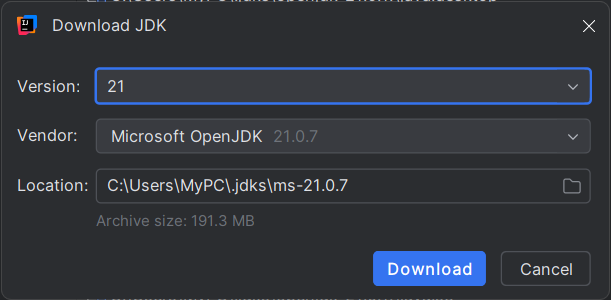 Download JDK
Version: 21
Vendor: Microsoft OpenJDK 21.0.7
Location: C:\Users\MyPC\.jdks\ms-21.0.7
Archive size: 191.3 MB
Download Cancel